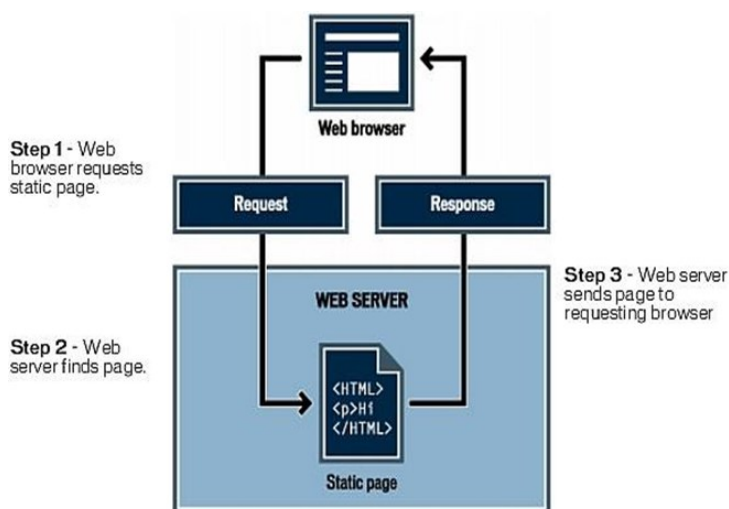 Web browser
Step 1 - Web
browser requests
static page.
Request
Response
WEB SERVER
Step 3 - Web server
sends page to
requesting browser
Step 2 - Web
server finds page.
<HTML>
<p>Hi
</HTML>
Static page